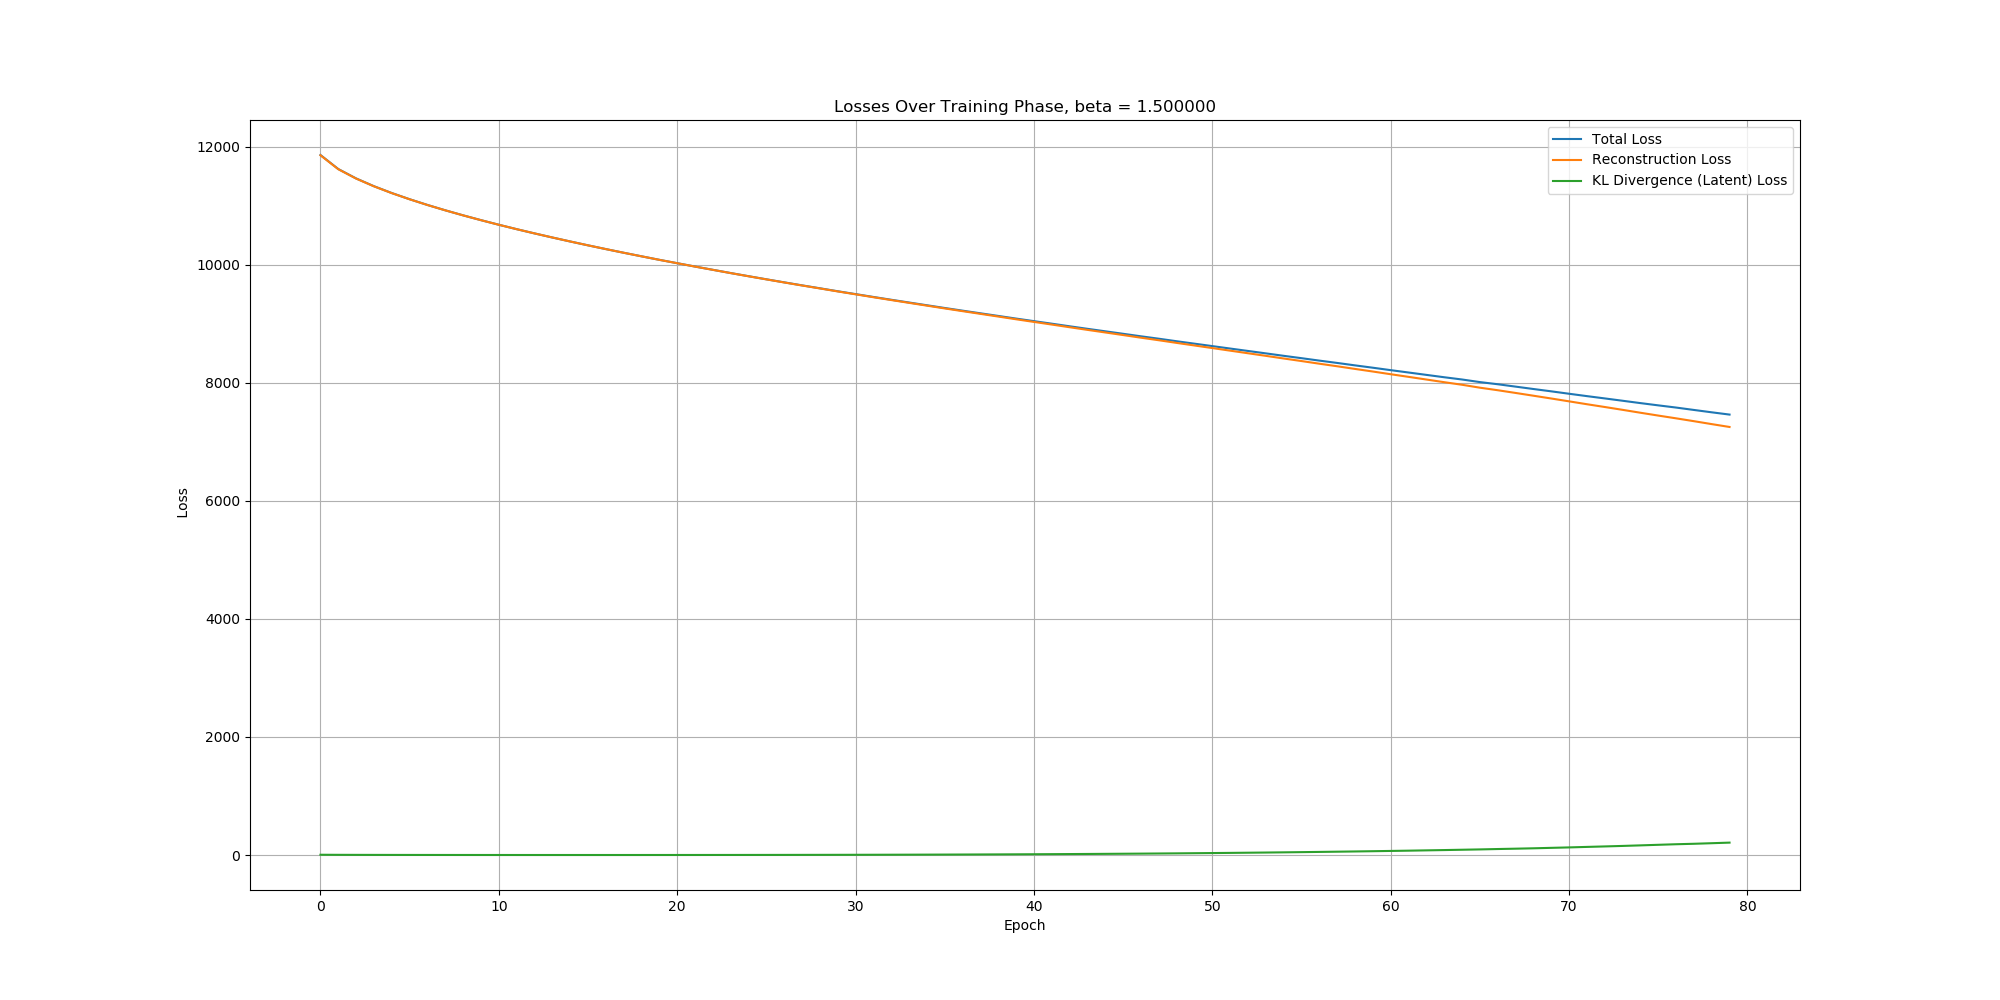 Losses Over Training Phase, beta = 1.500000
Total Loss
Reconstruction Loss
KL Divergence (Latent) Loss
12000
10000
8000
6000
4000
2000
0
Loss
0 10 20 30 40 50 60 70 80
Epoch